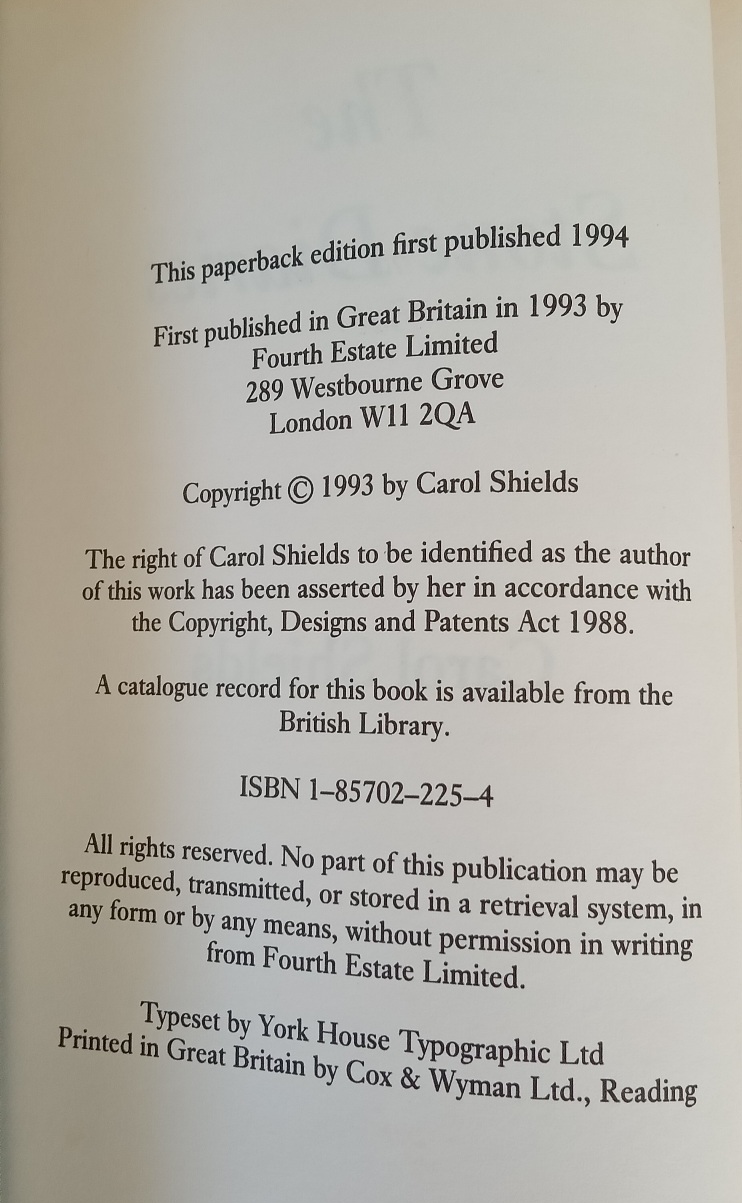 This paperback edition first published 1994
First published in Great Britain in 1993 by
Fourth Estate Limited
289 Westbourne Grove
London W11 2QA
Copyright © 1993 by Carol Shields
The right of Carol Shields to be identified as the author
of this work has been asserted by her in accordance with
the Copyright, Designs and Patents Act 1988.
A catalogue record for this book is available from the
British Library.
ISBN 1–85702–225–4
All rights reserved. No part of this publication may be
reproduced, transmitted, or stored in a retrieval system, in
any form or by any means, without permission in writing
from Fourth Estate Limited.
Typeset by York House Typographic Ltd
Printed in Great Britain by Cox & Wyman Ltd., Reading